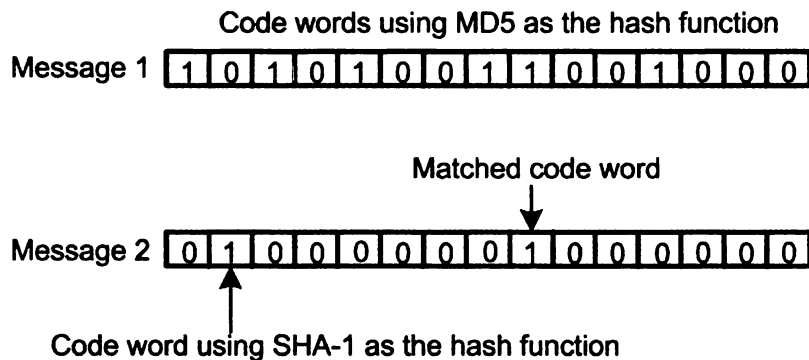 Code words using MD5 as the hash function
Message 1 1 0 1 0 1 0 0 1 1 0 0 1 0 0 0
Matched code word
Message 2 0 1 0 0 0 0 0 0 1 0 0 0 0 0 0
Code word using SHA-1 as the hash function